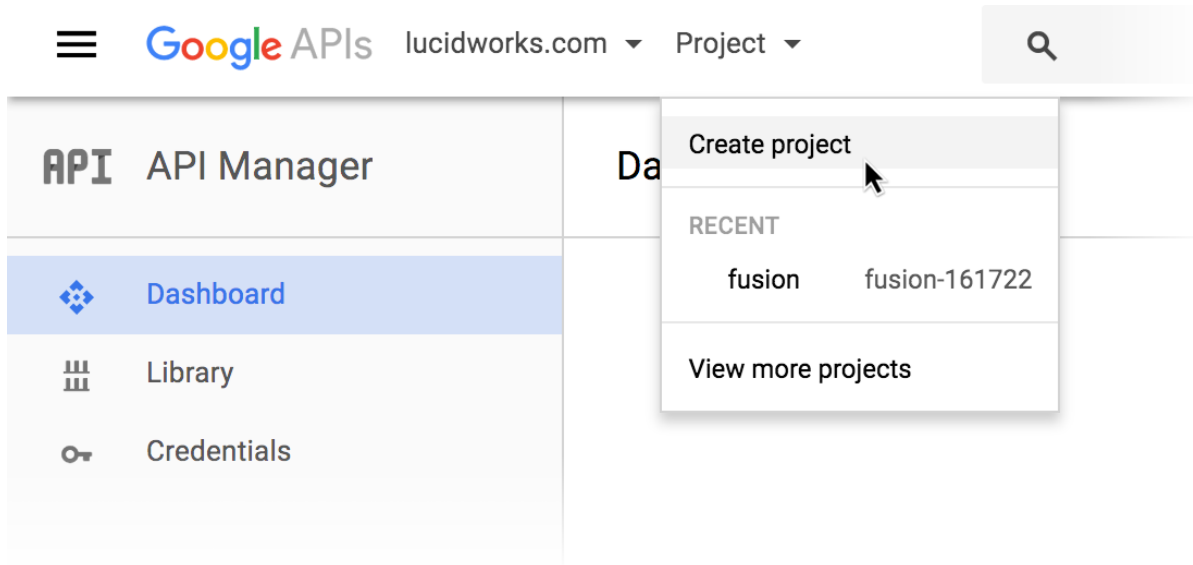 Google APIs lucidworks.com Project
API API Manager
Da
Create project
RECENT
fusion fusion-161722
View more projects
Dashboard
Library
Credentials